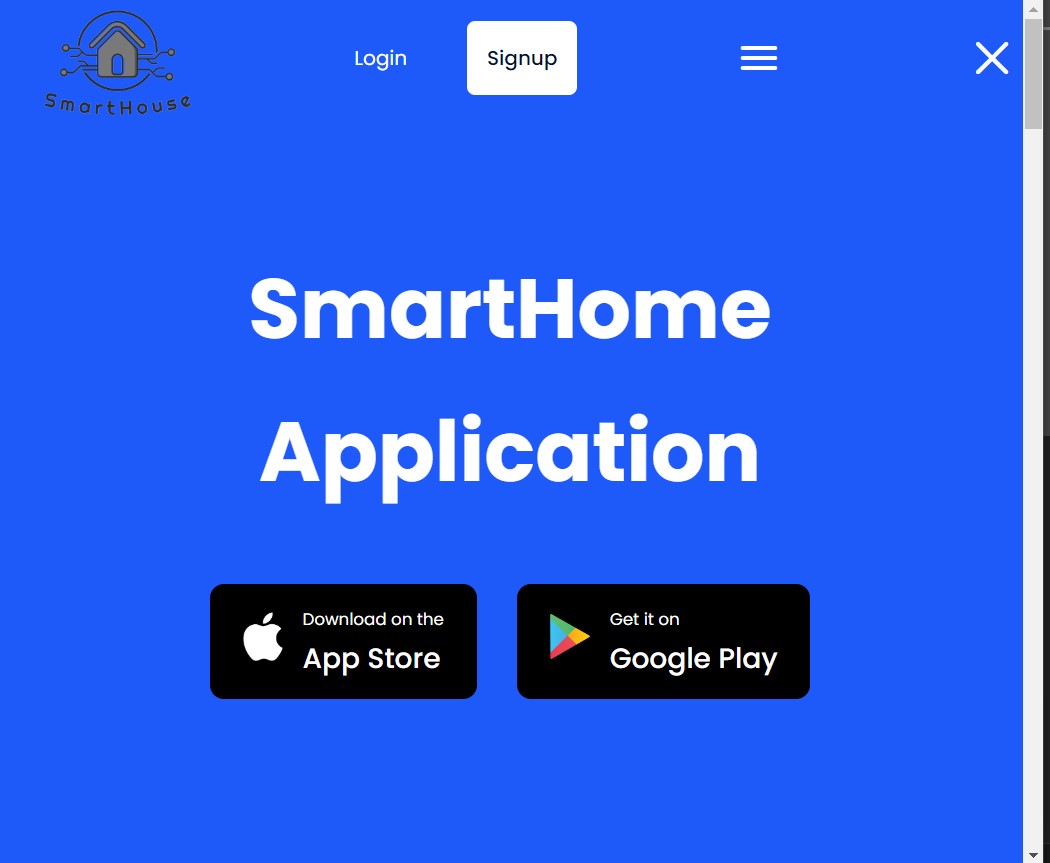 SmartHouse
Login
Signup
SmartHome
Application
Download on the
App Store
Get it on
Google Play